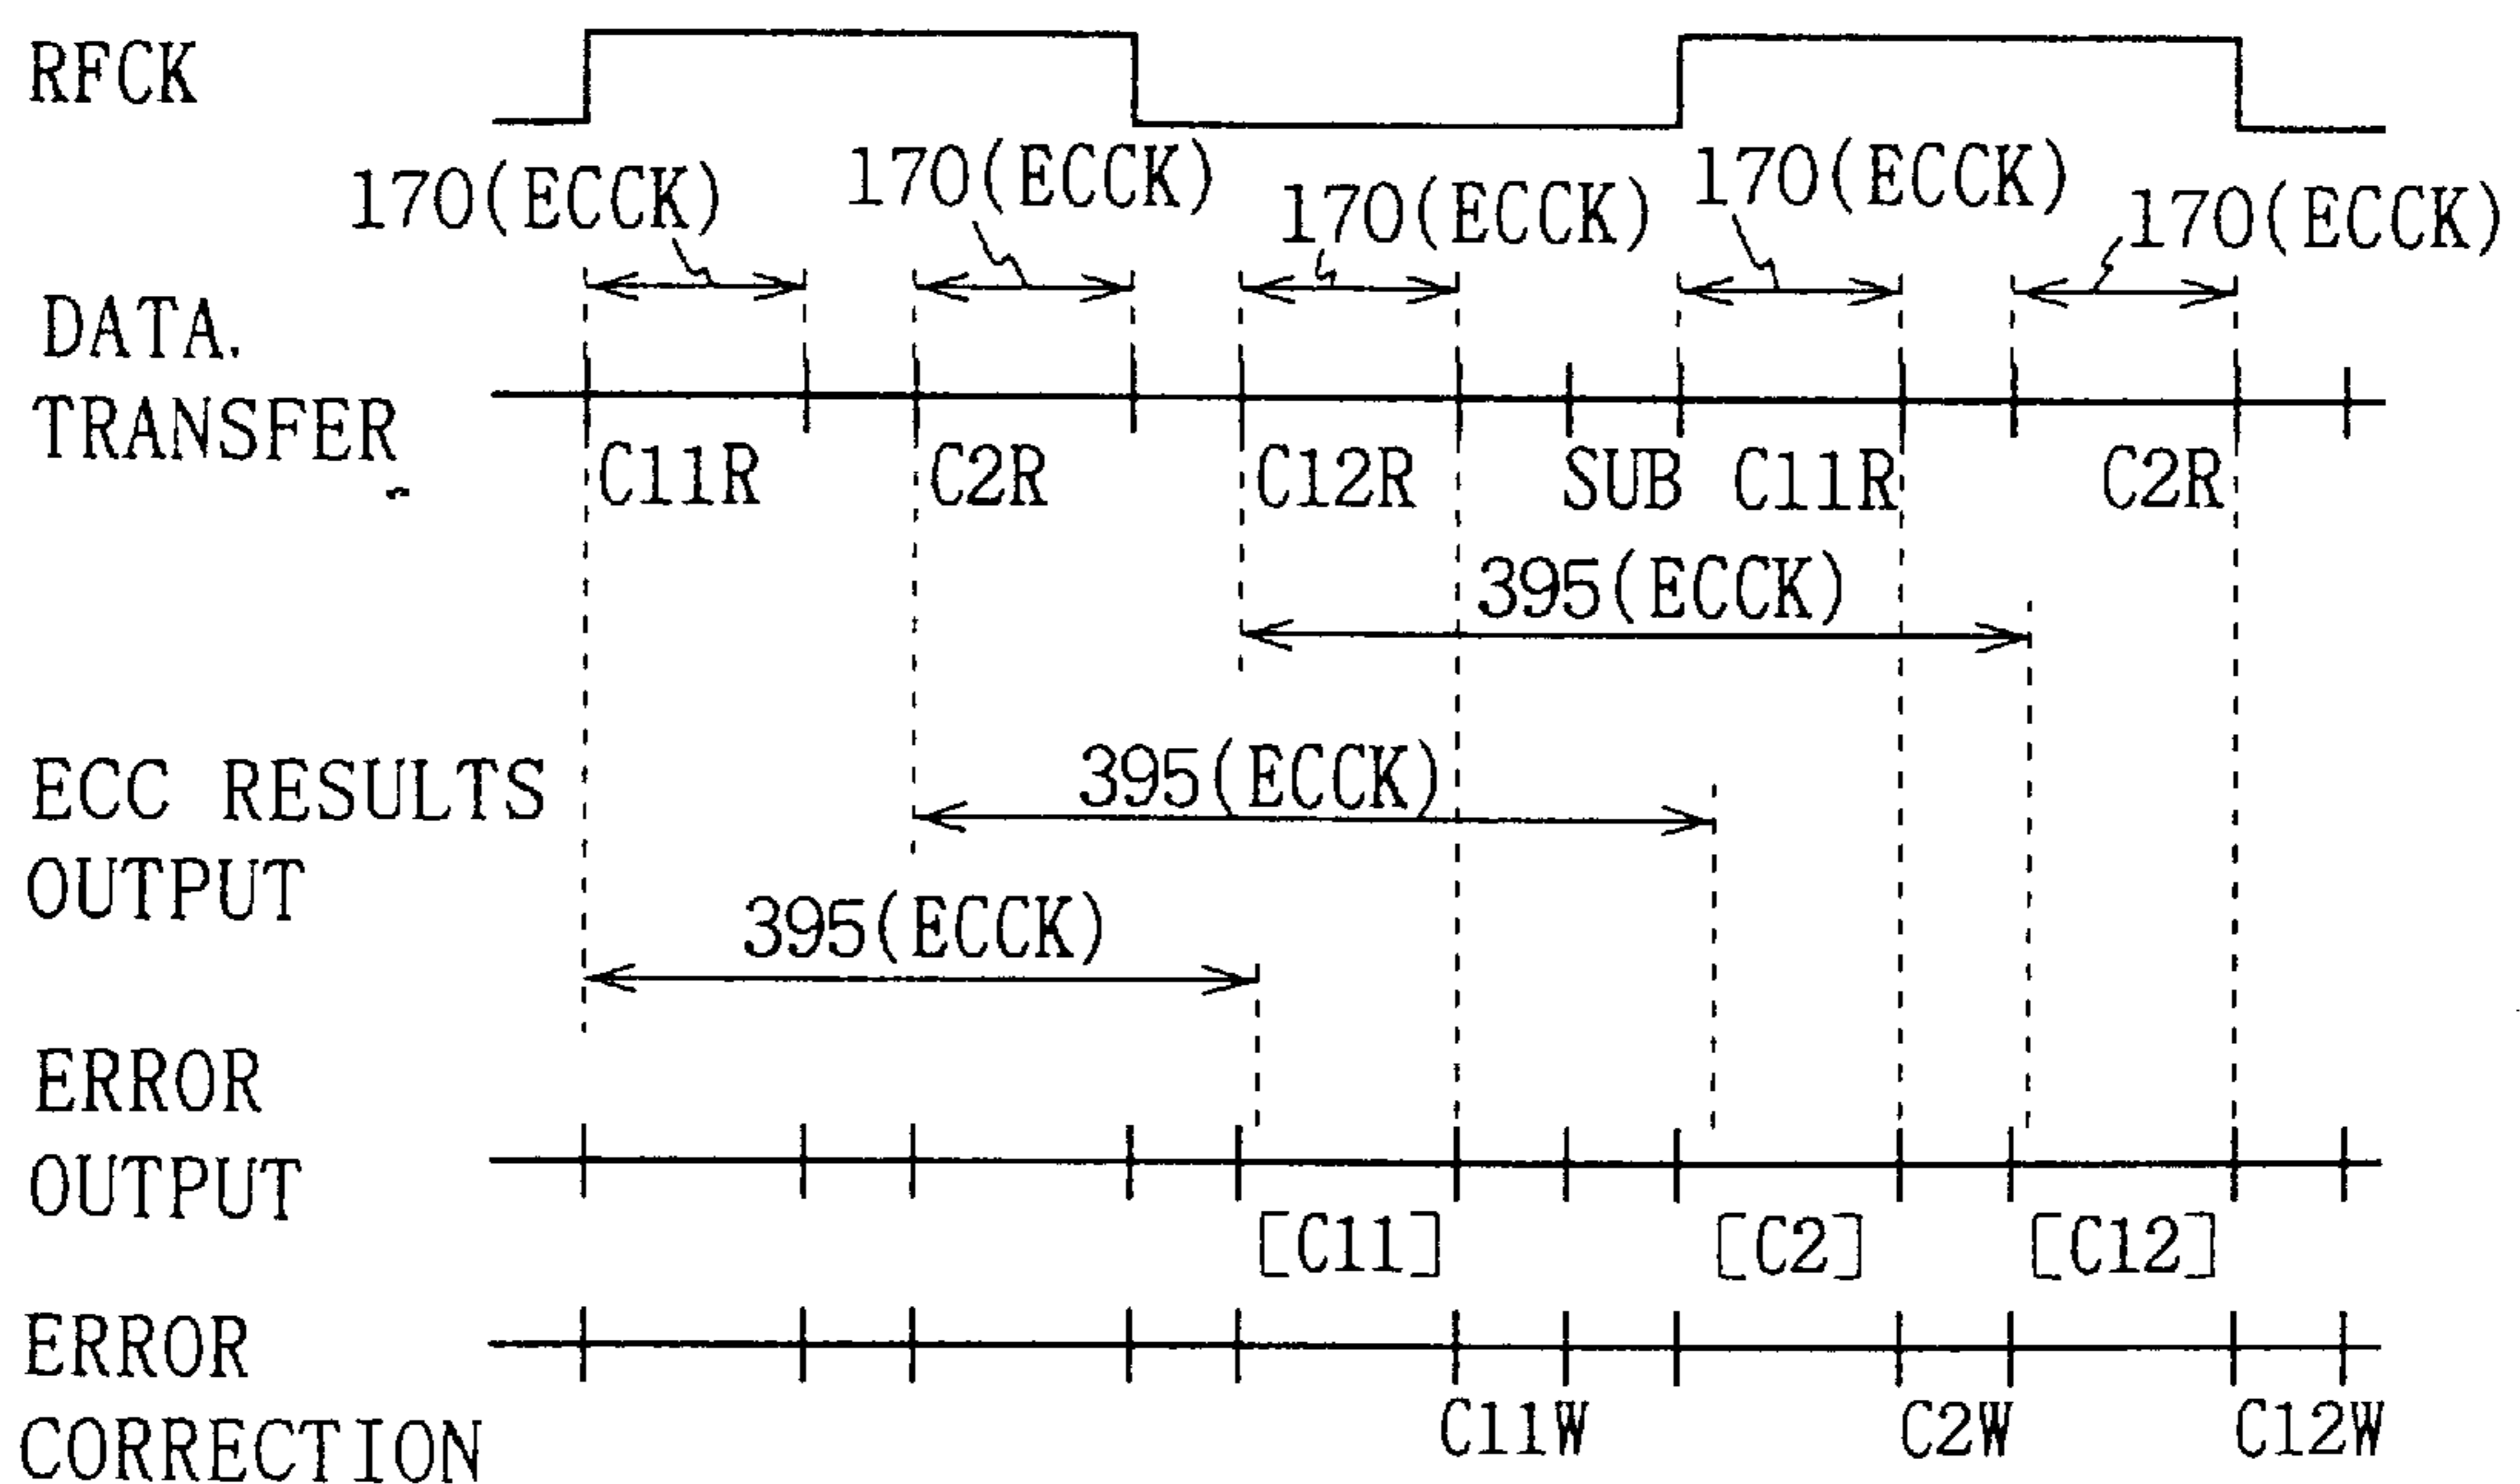 RFCK
170(ECCK)
170(ECCK)
170(ECCK)
170(ECCK)
170(ECCK)
DATA.
TRANSFER
C11R
C2R
C12R
SUB
C11R
C2R
395(ECCK)
ECC RESULTS
OUTPUT
395(ECCK)
395(ECCK)
ERROR
OUTPUT
[C11]
[C2]
[C12]
ERROR
CORRECTION
C11W
C2W
C12W